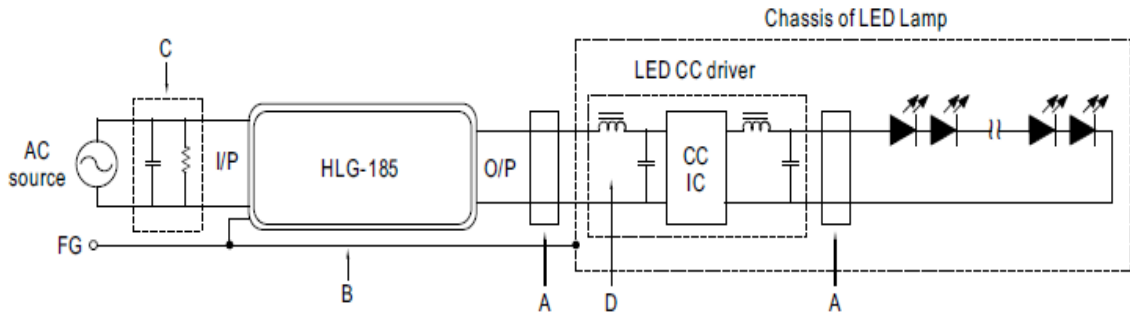 Chassis of LED Lamp
C
LED CC driver
AC
source
I/P
HLG-185
O/P
CC
IC
FG
B
A
D
A